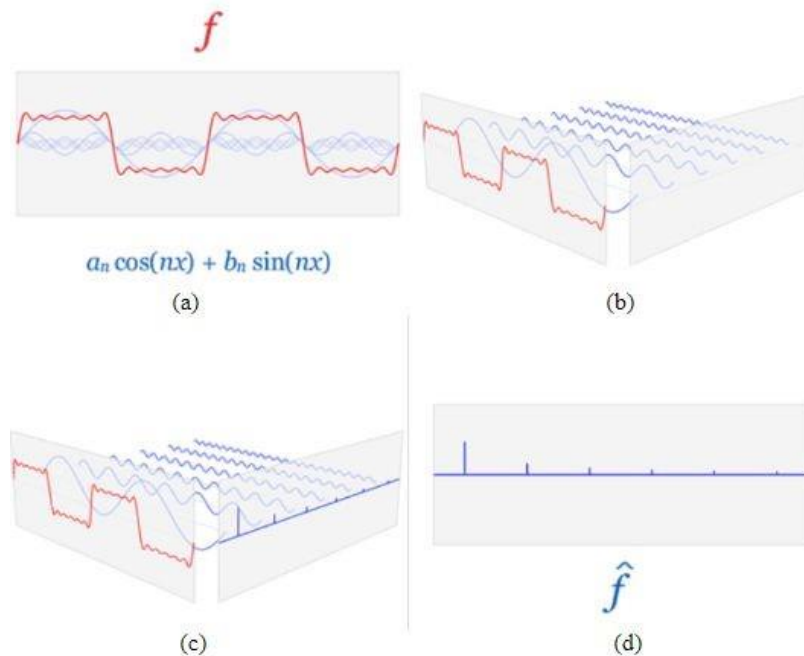 f
aₙ cos(nx) + bₙ sin(nx)
(a)
(b)
(c)
f̂
(d)